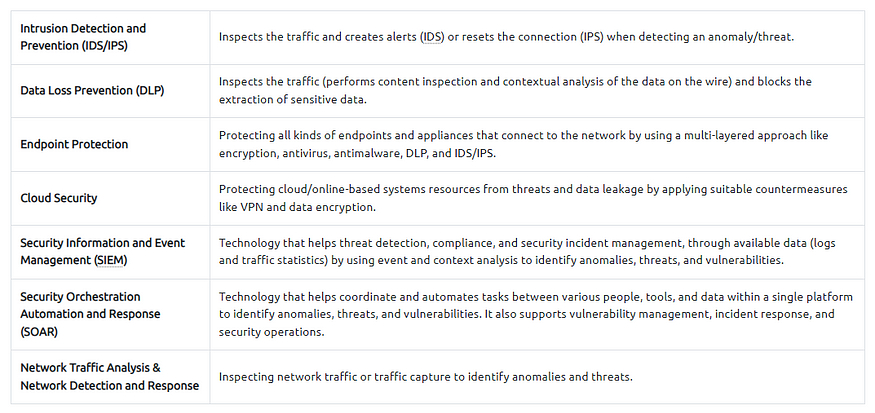 Intrusion Detection and
Prevention (IDS/IPS)
Inspects the traffic and creates alerts (IDS) or resets the connection (IPS) when detecting an anomaly/threat.
Data Loss Prevention (DLP)
Inspects the traffic (performs content inspection and contextual analysis of the data on the wire) and blocks the
extraction of sensitive data.
Endpoint Protection
Protecting all kinds of endpoints and appliances that connect to the network by using a multi-layered approach like
encryption, antivirus, antimalware, DLP, and IDS/IPS.
Cloud Security
Protecting cloud/online-based systems resources from threats and data leakage by applying suitable countermeasures
like VPN and data encryption.
Security Information and Event
Management (SIEM)
Technology that helps threat detection, compliance, and security incident management, through available data (logs
and traffic statistics) by using event and context analysis to identify anomalies, threats, and vulnerabilities.
Security Orchestration
Automation and Response
(SOAR)
Technology that helps coordinate and automates tasks between various people, tools, and data within a single platform
to identify anomalies, threats, and vulnerabilities. It also supports vulnerability management, incident response, and
security operations.
Network Traffic Analysis &
Network Detection and Response
Inspecting network traffic or traffic capture to identify anomalies and threats.